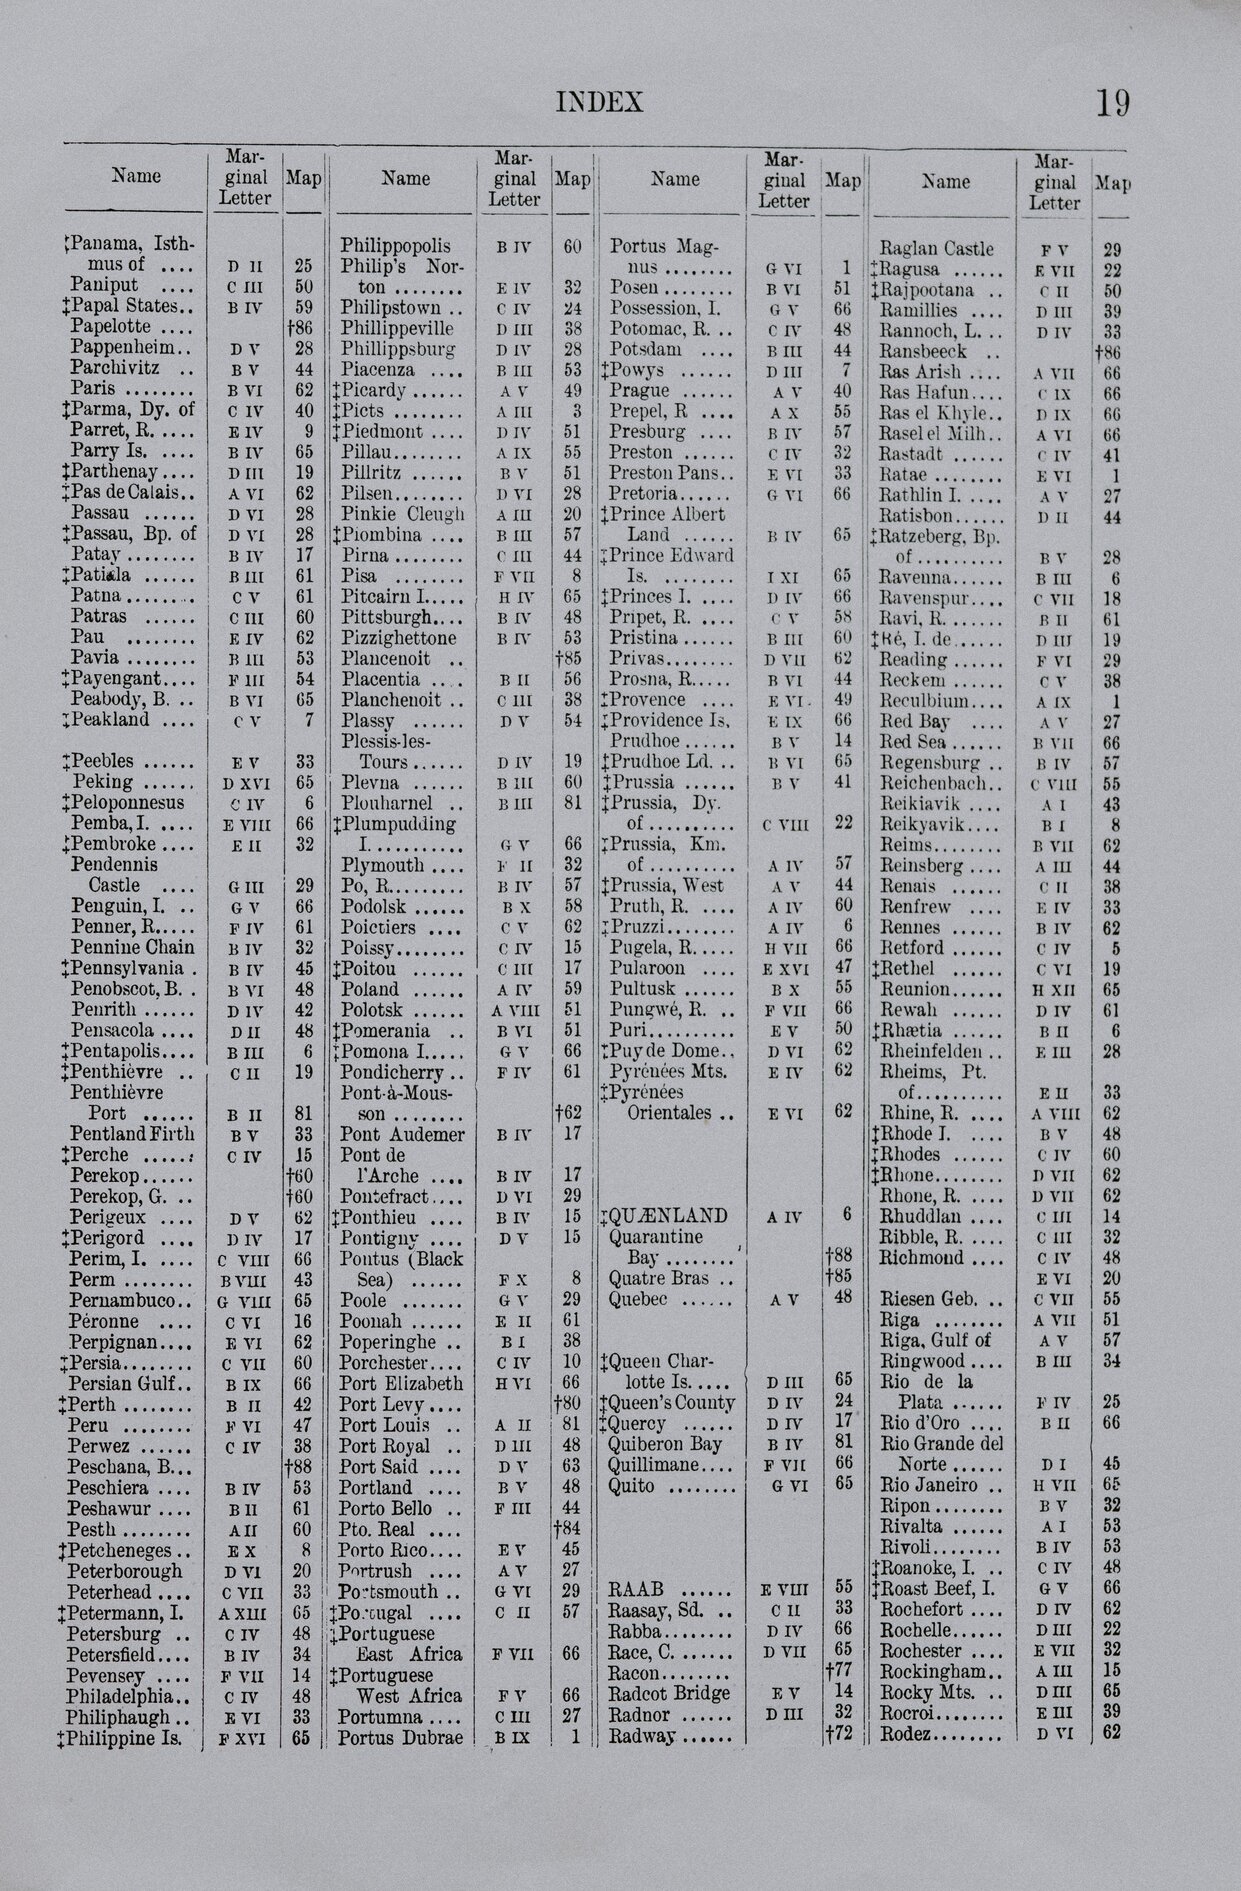 INDEX 19
Name Mar- ginal Letter Map
‡Panama, Isth-
mus of .... D II 25
Paniput .... C III 50
‡Papal States.. B IV 59
Papelotte .... †86
Pappenheim.. D V 28
Parchivitz .. B V 44
Paris ........ B VI 62
‡Parma, Dy. of C IV 40
Parret, R. .... E IV 9
Parry Is. .... B IV 65
‡Parthenay.... D III 19
‡Pas de Calais.. A VI 62
Passau ...... D VI 28
‡Passau, Bp. of D VI 28
Patay ........ B IV 17
‡Patiala ...... B III 61
Patna ........ C V 61
Patras ...... C III 60
Pau ........ E IV 62
Pavia ........ B III 53
‡Payengant.... F III 54
Peabody, B. .. B VI 65
‡Peakland .... C V 7
‡Peebles ...... E V 33
Peking ...... D XVI 65
‡Peloponnesus C IV 6
Pemba, I. .... E VIII 66
‡Pembroke .... E II 32
Pendennis
Castle .... G III 29
Penguin, I. .. G V 66
Penner, R..... F IV 61
Pennine Chain B IV 32
‡Pennsylvania . B IV 45
Penobscot, B. . B VI 48
Penrith ...... D IV 42
Pensacola .... D II 48
‡Pentapolis.... B III 6
‡Penthièvre .. C II 19
Penthièvre
Port ...... B II 81
Pentland Firth B V 33
‡Perche ...... C IV 15
Perekop...... †60
Perekop, G. .. †60
Perigeux .... D V 62
‡Perigord .... D IV 17
Perim, I. .... C VIII 66
Perm ........ B VIII 43
Pernambuco.. G VIII 65
Péronne .... C VI 16
Perpignan.... E VI 62
‡Persia........ C VII 60
Persian Gulf.. B IX 66
‡Perth ........ B II 42
Peru ........ F VI 47
Perwez ...... C IV 38
Peschana, B... †88
Peschiera .... B IV 53
Peshawur .... B II 61
Pesth ........ A II 60
‡Petcheneges .. E X 8
Peterborough D VI 20
Peterhead .... C VII 33
‡Petermann, I. A XIII 65
Petersburg .. C IV 48
Petersfield.... B IV 34
Pevensey .... F VII 14
Philadelphia.. C IV 48
Philiphaugh .. E VI 33
‡Philippine Is. F XVI 65
Name Mar- ginal Letter Map
Philippopolis B IV 60
Philip's Nor-
ton ........ E IV 32
Philipstown .. C IV 24
Phillippeville D III 38
Phillippsburg D IV 28
Piacenza .... B III 53
‡Picardy ...... A V 49
‡Picts ........ A III 3
‡Piedmont .... D IV 51
Pillau........ A IX 55
Pillritz ...... B V 51
Pilsen........ D VI 28
Pinkie Cleugh A III 20
‡Piombina .... B III 57
Pirna ........ C III 44
Pisa ........ F VII 8
Pitcairn I..... H IV 65
Pittsburgh.... B IV 48
Pizzighettone B IV 53
Plancenoit .. †85
Placentia .... B II 56
Planchenoit .. C III 38
Plassy ...... D V 54
Plessis-les-
Tours ...... D IV 19
Plevna ...... B III 60
Plouharnel .. B III 81
‡Plumpudding
I........... G V 66
Plymouth .... F II 32
Po, R......... B IV 57
Podolsk ...... B X 58
Poictiers .... C V 62
Poissy........ C IV 15
‡Poitou ...... C III 17
Poland ...... A IV 59
Polotsk ...... A VIII 51
‡Pomerania .. B VI 51
‡Pomona I..... G V 66
Pondicherry .. F IV 61
Pont-à-Mous-
son ........ †62
Pont Audemer B IV 17
Pont de
l'Arche .... B IV 17
Pontefract.... D VI 29
‡Ponthieu .... B IV 15
Pontigny .... D V 15
Pontus (Black
Sea) ...... F X 8
Poole ....... G V 29
Poonah ...... E II 61
Poperinghe .. B I 38
Porchester.... C IV 10
Port Elizabeth H VI 66
Port Levy.... †80
Port Louis .. A II 81
Port Royal .. D III 48
Port Said .... D V 63
Portland .... B V 48
Porto Bello .. F III 44
Pto. Real .... †84
Porto Rico.... E V 45
Portrush .... A V 27
Portsmouth .. G VI 29
‡Portugal .... C II 57
‡Portuguese
East Africa F VII 66
‡Portuguese
West Africa F V 66
Portumna .... C III 27
Portus Dubrae B IX 1
Name Mar- ginal Letter Map
Portus Mag-
nus ........ G VI 1
Posen ........ B VI 51
Possession, I. G V 66
Potomac, R. .. C IV 48
Potsdam .... B III 44
‡Powys ...... D III 7
Prague ...... A V 40
Prepel, R .... A X 55
Presburg .... B IV 57
Preston ...... C IV 32
Preston Pans.. E VI 33
Pretoria...... G VI 66
‡Prince Albert
Land ...... B IV 65
‡Prince Edward
Is. ........ I XI 65
‡Princes I. .... D IV 66
Pripet, R. .... C V 58
Pristina ...... B III 60
Privas........ D VII 62
Prosna, R..... B VI 44
‡Provence .... E VI 49
‡Providence Is. E IX 66
Prudhoe ...... B V 14
‡Prudhoe Ld. .. B VI 65
‡Prussia ...... B V 41
‡Prussia, Dy.
of .......... C VIII 22
‡Prussia, Km.
of .......... A IV 57
‡Prussia, West A V 44
Pruth, R. .... A IV 60
‡Pruzzi........ A IV 6
Pugela, R..... H VII 66
Pularoon .... E XVI 47
Pultusk ...... B X 55
Pungwé, R. .. F VII 66
Puri.......... E V 50
‡Puy de Dome.. D VI 62
Pyrénées Mts. E IV 62
‡Pyrénées
Orientales .. E VI 62
‡QUÆNLAND A IV 6
Quarantine
Bay ........ †88
Quatre Bras .. †85
Quebec ...... A V 48
‡Queen Char-
lotte Is..... D III 65
‡Queen's County D IV 24
‡Quercy ...... D IV 17
Quiberon Bay B IV 81
Quillimane.... F VII 66
Quito ........ G VI 65
RAAB ...... E VIII 55
Raasay, Sd. .. C II 33
Rabba........ D IV 66
Race, C. ...... D VII 65
Racon........ †77
Radcot Bridge E V 14
Radnor ...... D III 32
Radway ...... †72
Name Mar- ginal Letter Map
Raglan Castle F V 29
‡Ragusa ...... E VII 22
‡Rajpootana .. C II 50
Ramillies .... D III 39
Rannoch, L. .. D IV 33
Ransbeeck .. †86
Ras Arish .... A VII 66
Ras Hafun.... C IX 66
Ras el Khyle.. D IX 66
Ras el el Milh.. A VI 66
Rastadt ...... C IV 41
Ratae ........ E VI 1
Rathlin I. .... A V 27
Ratisbon...... D II 44
‡Ratzeberg, Bp.
of .......... B V 28
Ravenna...... B III 6
Ravenspur.... C VII 18
Ravi, R. ...... B II 61
‡Ré, I. de ..... D III 19
Reading ...... F VI 29
Reckem ...... C V 38
Reculbium.... A IX 1
Red Bay .... A V 27
Red Sea ...... B VII 66
Regensburg .. B IV 57
Reichenbach.. C VIII 55
Reikiavik .... A I 43
Reikyavik.... B I 8
Reims........ B VII 62
Reinsberg .... A III 44
Renais ...... C II 38
Renfrew .... E IV 33
Rennes ...... B IV 62
Retford ...... C IV 5
‡Rethel ...... C VI 19
Reunion...... H XII 65
Rewah ...... D IV 61
‡Rhætia ...... B II 6
Rheinfelden .. E III 28
Rheims, Pt.
of.......... E II 33
Rhine, R. .... A VIII 62
‡Rhode I. .... B V 48
‡Rhodes ...... C IV 60
‡Rhone........ D VII 62
Rhone, R. .... D VII 62
Rhuddlan .... C III 14
Ribble, R. .... C III 32
Richmond .... C IV 48
E VI 20
Riesen Geb. .. C VII 55
Riga ........ A VII 51
Riga, Gulf of A V 57
Ringwood .... B III 34
Rio de la
Plata ...... F IV 25
Rio d'Oro .... B II 66
Rio Grande del
Norte ...... D I 45
Rio Janeiro .. H VII 65
Ripon ........ B V 32
Rivalta ...... A I 53
Rivoli........ B IV 53
‡Roanoke, I. .. C IV 48
‡Roast Beef, I. G V 66
Rochefort .... D IV 62
Rochelle...... D III 22
Rochester .... E VII 32
Rockingham.. A III 15
Rocky Mts. .. D III 65
Rocroi........ E III 39
Rodez........ D VI 62